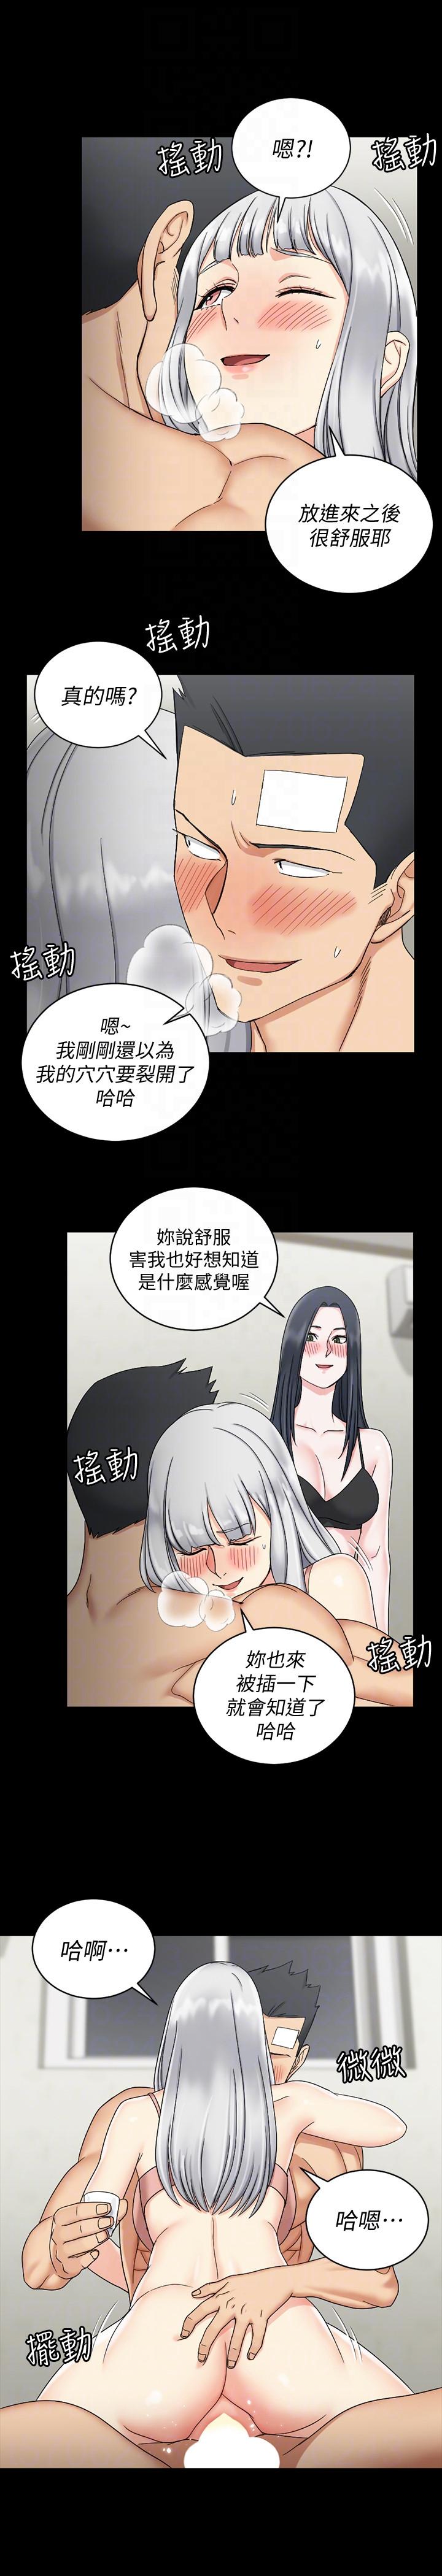 嗯?!
搖動
搖動
放進來之後
很舒服耶
搖動
真的嗎?
搖動
嗯~
我剛剛還以為
我的穴穴要裂開了
哈哈
妳說舒服
害我也好想知道
是什麼感覺喔
搖動
搖動
妳也來
被插一下
就會知道了
哈哈
哈啊⋯
微微
哈嗯⋯
擺動